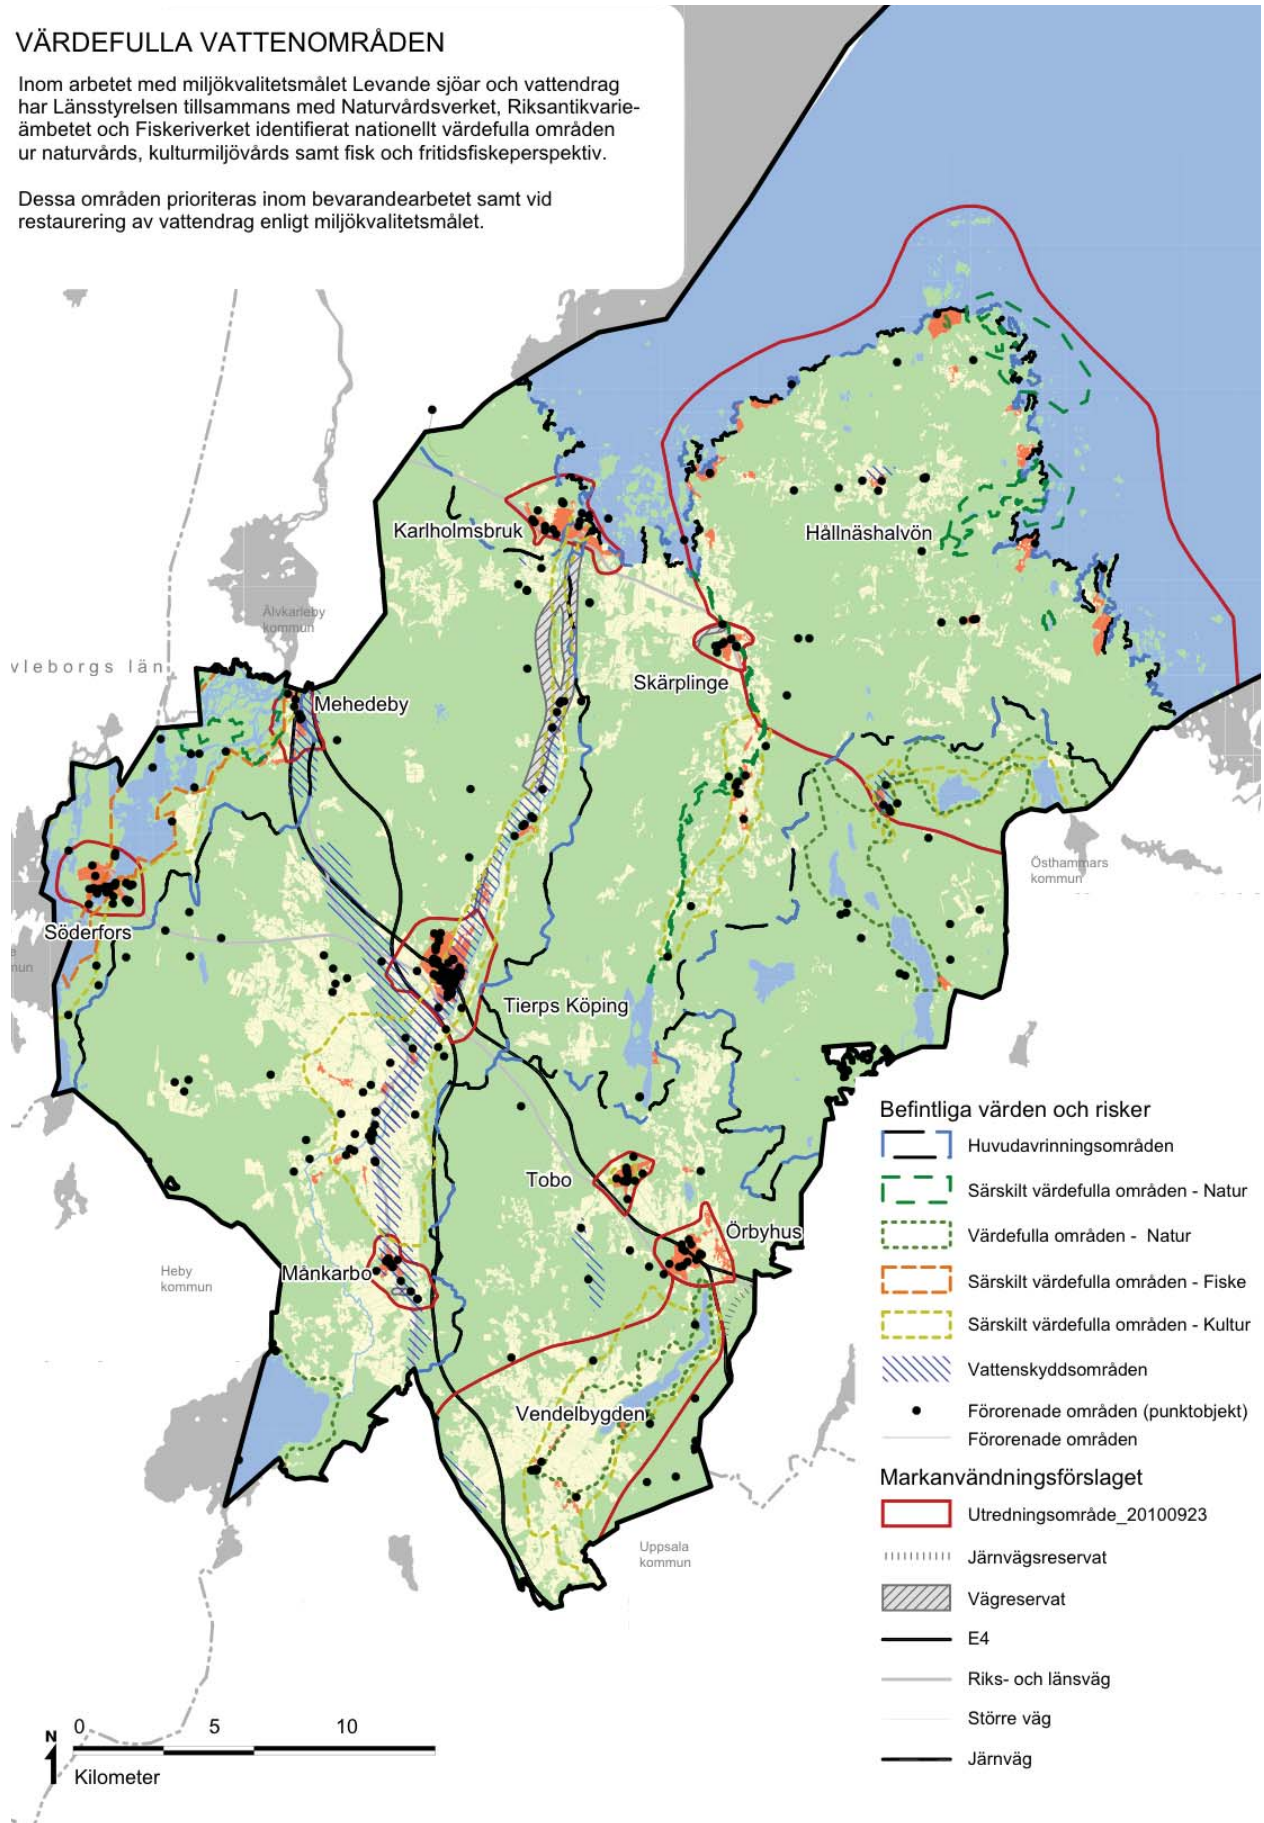 VÄRDEFULLA VATTENOMRÅDEN
Inom arbetet med miljökvalitetsmålet Levande sjöar och vattendrag
har Länsstyrelsen tillsammans med Naturvårdsverket, Riksantikvarie-
ämbetet och Fiskeriverket identifierat nationellt värdefulla områden
ur naturvårds, kulturmiljövårds samt fisk och fritidsfiskeperspektiv.
Dessa områden prioriteras inom bevarandearbetet samt vid
restaurering av vattendrag enligt miljökvalitetsmålet.
Karlholmsbruk
Hållnäshalvön
Älvkarleby
kommun
vleborgs län
Skärplinge
Mehedeby
Östhammars
kommun
Söderfors
Tierps Köping
Tobo
Örbyhus
Heby
kommun
Månkarbo
Vendelbygden
Uppsala
kommun
Befintliga värden och risker
Huvudavrinningsområden
Särskilt värdefulla områden - Natur
Värdefulla områden - Natur
Särskilt värdefulla områden - Fiske
Särskilt värdefulla områden - Kultur
Vattenskyddsområden
Förorenade områden (punktobjekt)
Förorenade områden
Markanvändningsförslaget
Utredningsområde_20100923
Järnvägsreservat
Vägreservat
E4
Riks- och länsväg
Större väg
Järnväg
0 5 10
N
Kilometer